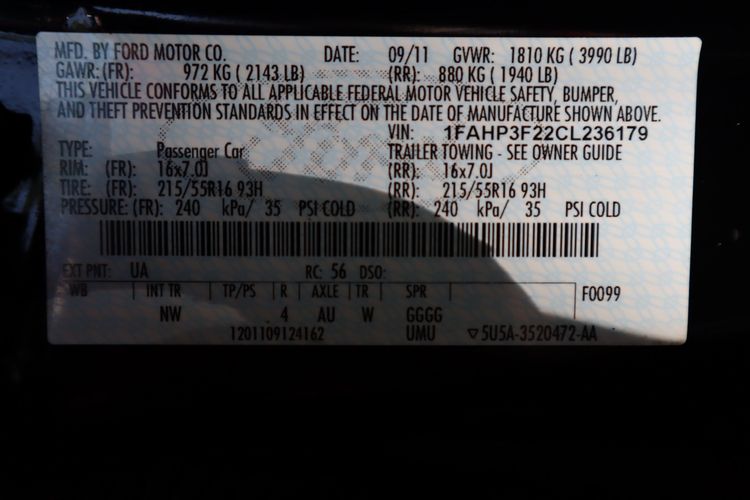 MFD. BY FORD MOTOR CO. DATE: 09/11 GVWR: 1810 KG ( 3990 LB)
GAWR:(FR): 972 KG ( 2143 LB) (RR): 880 KG ( 1940 LB)
THIS VEHICLE CONFORMS TO ALL APPLICABLE FEDERAL MOTOR VEHICLE SAFETY, BUMPER,
AND THEFT PREVENTION STANDARDS IN EFFECT ON THE DATE OF MANUFACTURE SHOWN ABOVE.
VIN: 1FAHP3F22CL236179
TYPE: Passenger Car TRAILER TOWING - SEE OWNER GUIDE
RIM: (FR): 16x7.0J (RR): 16x7.0J
TIRE: (FR): 215/55R16 93H (RR): 215/55R16 93H
PRESSURE: (FR): 240 kPa/ 35 PSI COLD (RR): 240 kPa/ 35 PSI COLD
EXT PNT: UA RC: 56 DSO:
WB INT TR TP/PS R AXLE TR SPR F0099
NW 4 AU W GGGG
1201109124162 UMU ▽5U5A-3520472-AA